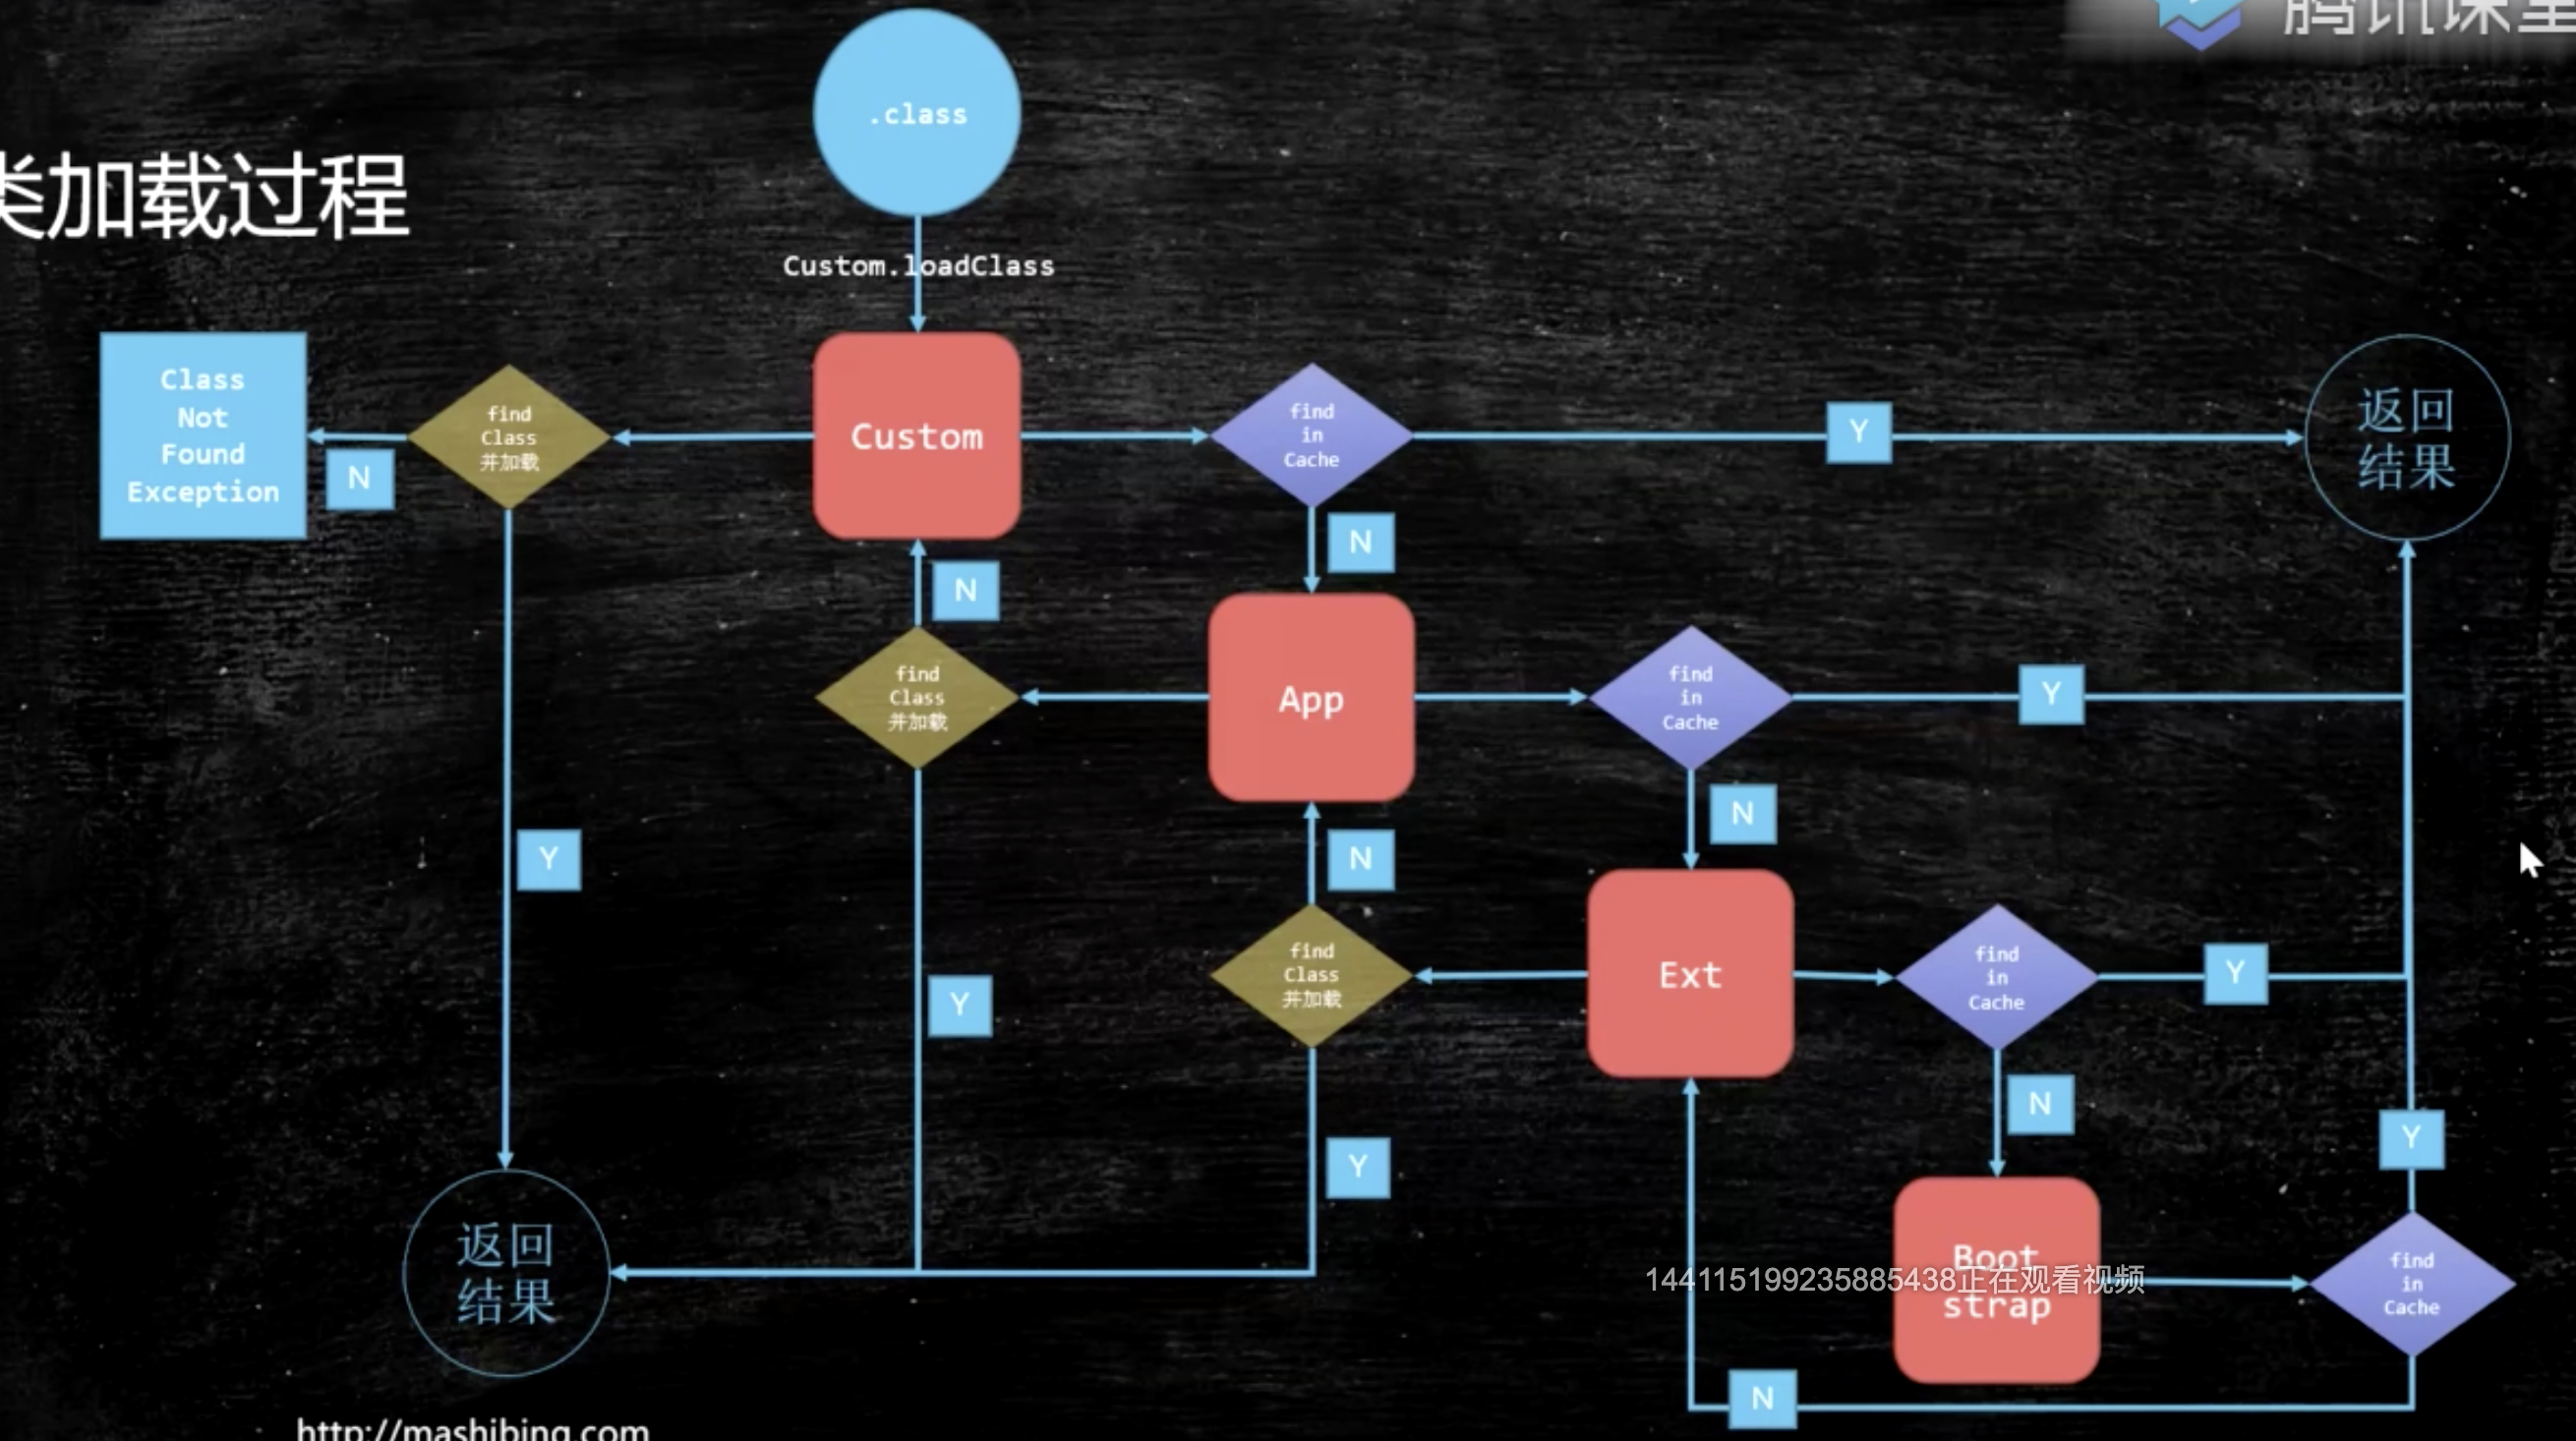 腾讯课堂
.class
类加载过程
Custom.loadClass
Class
Not
Found
Exception
N
find
Class
并加载
Custom
find
in
Cache
Y
返回
结果
N
N
find
Class
并加载
App
find
in
Cache
Y
N
Y
N
find
Class
并加载
Ext
find
in
Cache
Y
Y
N
Y
Y
返回
结果
Boot
strap
144115199235885438正在观看视频
find
in
Cache
N
http://mashibing.com